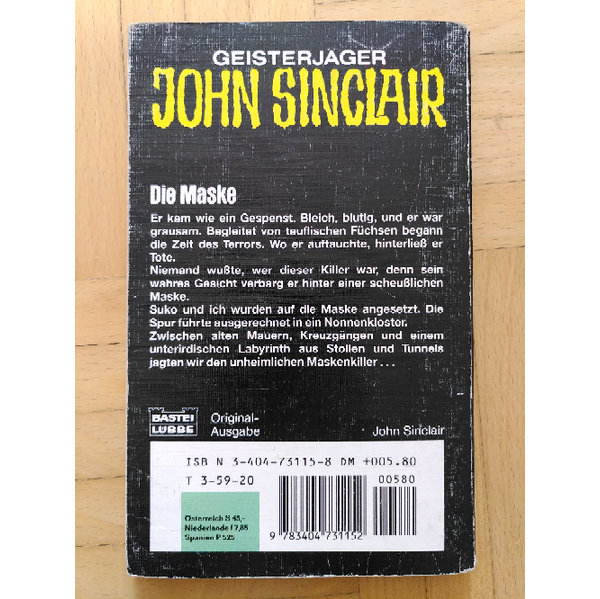 GEISTERJÄGER
JOHN SINCLAIR
Die Maske
Er kam wie ein Gespenst. Bleich, blutig, und er war
grausam. Begleitet von teuflischen Füchsen begann
die Zeit des Terrors. Wo er auftauchte, hinterließ er
Tote.
Niemand wußte, wer dieser Killer war, denn sein
wahres Gesicht verbarg er hinter einer scheußlichen
Maske.
Suko und ich wurden auf die Maske angesetzt. Die
Spur führte ausgerechnet in ein Nonnenkloster.
Zwischen alten Mauern, Kreuzgängen und einem
unterirdischen Labyrinth aus Stollen und Tunnels
jagten wir den unheimlichen Maskenkiller . . .
BASTEI
LÜBBE
Original-
Ausgabe
John Sinclair
ISBN 3-404-73115-8 DM +005.80
T 3-59-20
00580
Österreich S 45,-
Niederlande f 7,85
Spanien P 525
9 783404 731152